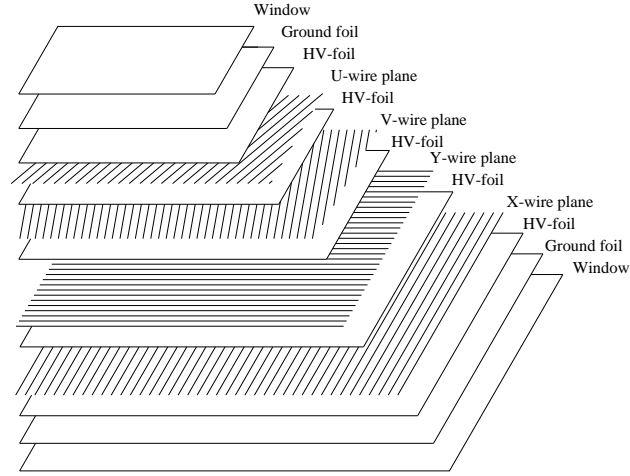 Window
Ground foil
HV-foil
U-wire plane
HV-foil
V-wire plane
HV-foil
Y-wire plane
HV-foil
X-wire plane
HV-foil
Ground foil
Window